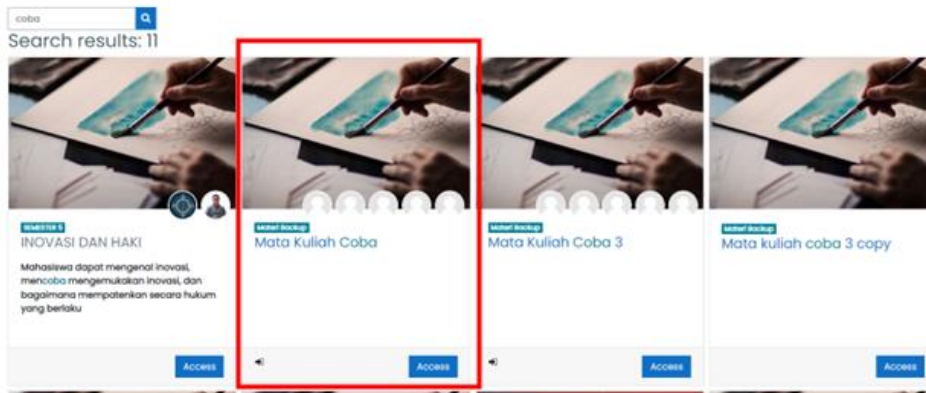 coba
Search results: 11
SEMESTER 5
INOVASI DAN HAKI
Mahasiswa dapat mengenal inovasi,
mencoba mengemukakan inovasi, dan
bagaimana mempatenkan secara hukum
yang berlaku
Access
Materi Backup
Mata Kuliah Coba
Access
Materi Backup
Mata Kuliah Coba 3
Access
Materi Backup
Mata kuliah coba 3 copy
Access